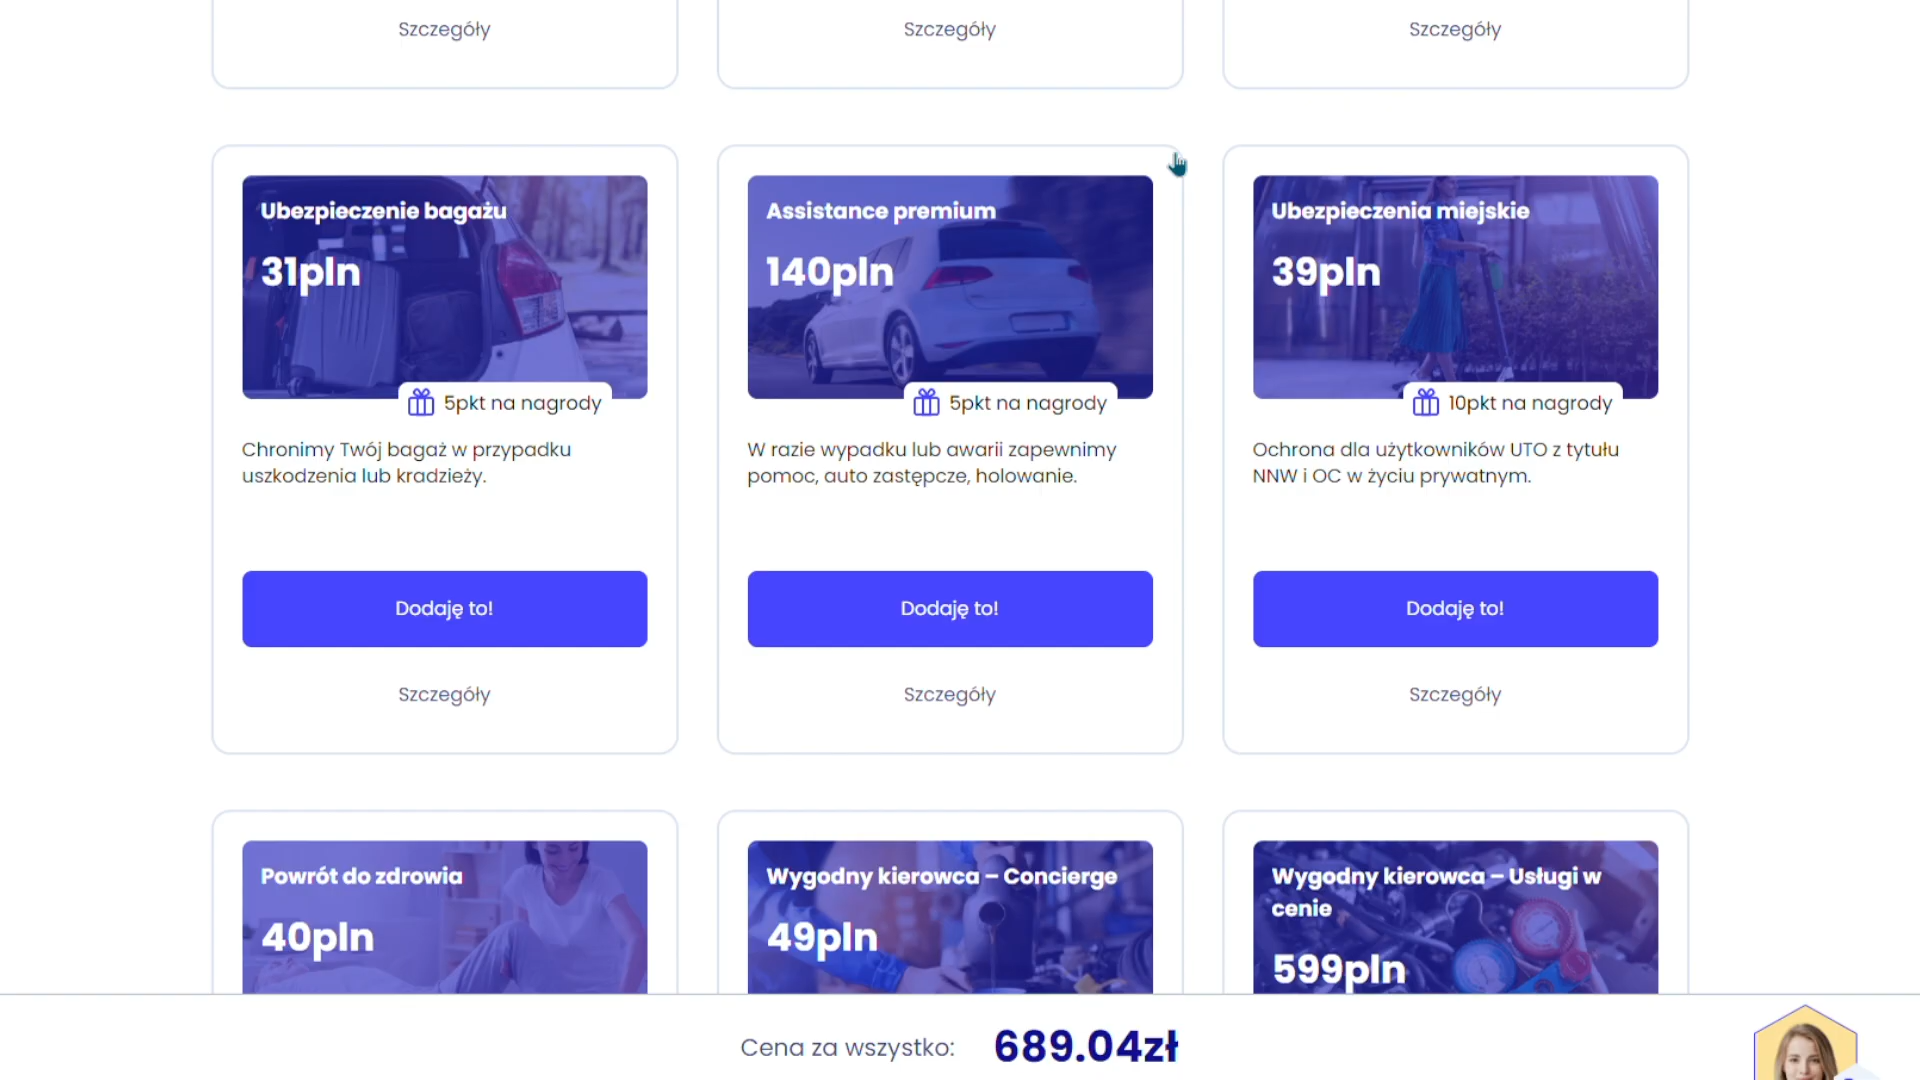 Szczegóły
Szczegóły
Szczegóły
Ubezpieczenie bagażu
31pln
5pkt na nagrody
Chronimy Twój bagaż w przypadku
uszkodzenia lub kradzieży.
Dodaję to!
Szczegóły
Assistance premium
140pln
5pkt na nagrody
W razie wypadku lub awarii zapewnimy
pomoc, auto zastępcze, holowanie.
Dodaję to!
Szczegóły
Ubezpieczenia miejskie
39pln
10pkt na nagrody
Ochrona dla użytkowników UTO z tytułu
NNW i OC w życiu prywatnym.
Dodaję to!
Szczegóły
Powrót do zdrowia
40pln
Wygodny kierowca – Concierge
49pln
Wygodny kierowca – Usługi w
cenie
599pln
Cena za wszystko: 689.04zł